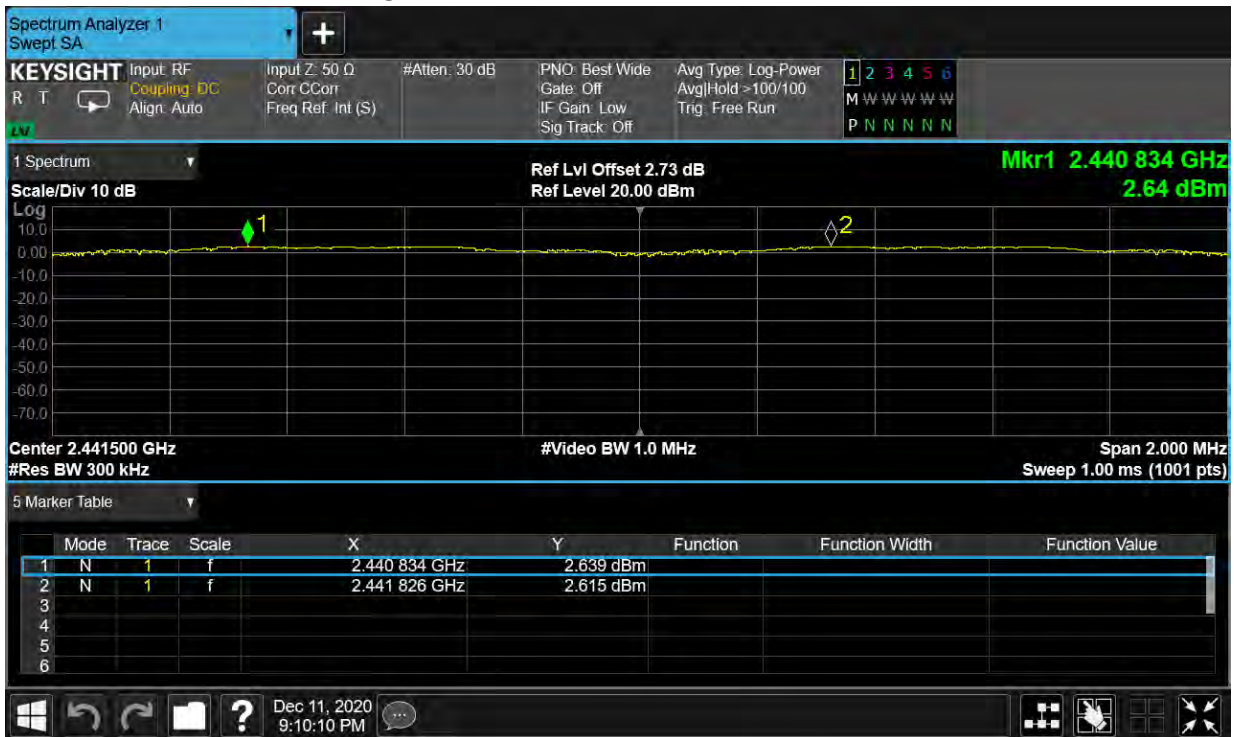 Spectrum Analyzer 1
Swept SA
+
KEYSIGHT Input: RF Input Z: 50 Ω #Atten: 30 dB PNO: Best Wide Avg Type: Log-Power 1 2 3 4 5 6
R T Coupling: DC Corr CCorr Gate: Off Avg|Hold >100/100 M W W W W W W
Align: Auto Freq Ref: Int (S) IF Gain: Low Trig: Free Run
Sig Track: Off P N N N N N N
LXI
1 Spectrum Ref Lvl Offset 2.73 dB Mkr1 2.440 834 GHz
Scale/Div 10 dB Ref Level 20.00 dBm 2.64 dBm
Log
10.0
1
2
0.00
-10.0
-20.0
-30.0
-40.0
-50.0
-60.0
-70.0
Center 2.441500 GHz #Video BW 1.0 MHz Span 2.000 MHz
#Res BW 300 kHz Sweep 1.00 ms (1001 pts)
5 Marker Table
Mode Trace Scale X Y Function Function Width Function Value
1 N 1 f 2.440 834 GHz 2.639 dBm
2 N 1 f 2.441 826 GHz 2.615 dBm
3
4
5
6
? Dec 11, 2020
9:10:10 PM